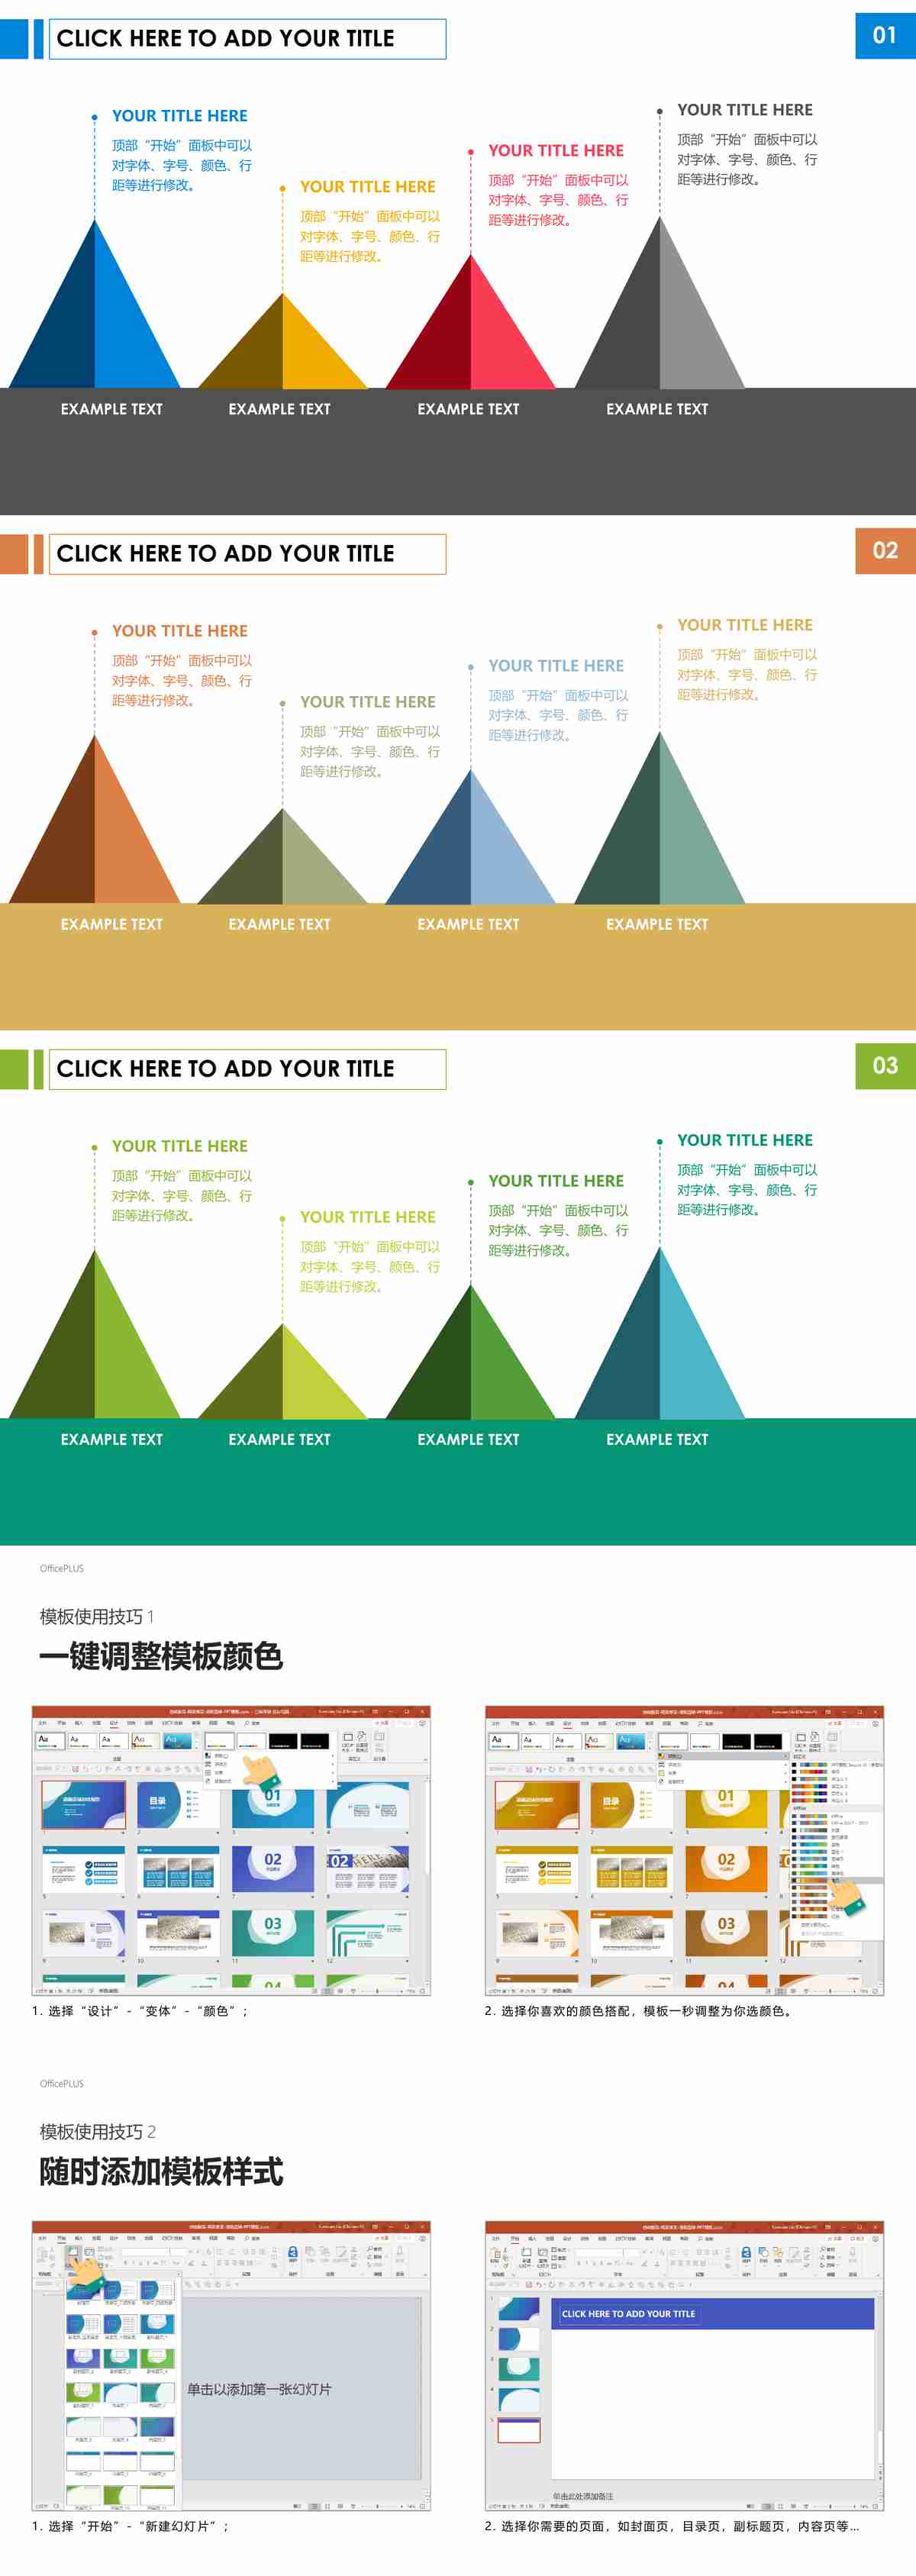 CLICK HERE TO ADD YOUR TITLE
01
YOUR TITLE HERE
顶部“开始”面板中可以
对字体、字号、颜色、行
距等进行修改。
YOUR TITLE HERE
顶部“开始”面板中可以
对字体、字号、颜色、行
距等进行修改。
YOUR TITLE HERE
顶部“开始”面板中可以
对字体、字号、颜色、行
距等进行修改。
YOUR TITLE HERE
顶部“开始”面板中可以
对字体、字号、颜色、行
距等进行修改。
EXAMPLE TEXT
EXAMPLE TEXT
EXAMPLE TEXT
EXAMPLE TEXT
CLICK HERE TO ADD YOUR TITLE
02
YOUR TITLE HERE
顶部“开始”面板中可以
对字体、字号、颜色、行
距等进行修改。
YOUR TITLE HERE
顶部“开始”面板中可以
对字体、字号、颜色、行
距等进行修改。
YOUR TITLE HERE
顶部“开始”面板中可以
对字体、字号、颜色、行
距等进行修改。
YOUR TITLE HERE
顶部“开始”面板中可以
对字体、字号、颜色、行
距等进行修改。
EXAMPLE TEXT
EXAMPLE TEXT
EXAMPLE TEXT
EXAMPLE TEXT
CLICK HERE TO ADD YOUR TITLE
03
YOUR TITLE HERE
顶部“开始”面板中可以
对字体、字号、颜色、行
距等进行修改。
YOUR TITLE HERE
顶部“开始”面板中可以
对字体、字号、颜色、行
距等进行修改。
YOUR TITLE HERE
顶部“开始”面板中可以
对字体、字号、颜色、行
距等进行修改。
YOUR TITLE HERE
顶部“开始”面板中可以
对字体、字号、颜色、行
距等进行修改。
EXAMPLE TEXT
EXAMPLE TEXT
EXAMPLE TEXT
EXAMPLE TEXT
OfficePLUS
模板使用技巧 1
一键调整模板颜色
目录
01
02
02
03
04
目录
01
02
03
04
1. 选择“设计”-“变体”-“颜色”；
2. 选择你喜欢的颜色搭配，模板一秒调整为你选颜色。
OfficePLUS
模板使用技巧 2
随时添加模板样式
单击以添加第一张幻灯片
CLICK HERE TO ADD YOUR TITLE
单击此处添加备注
1. 选择“开始”-“新建幻灯片”；
2. 选择你需要的页面，如封面页，目录页，副标题页，内容页等...